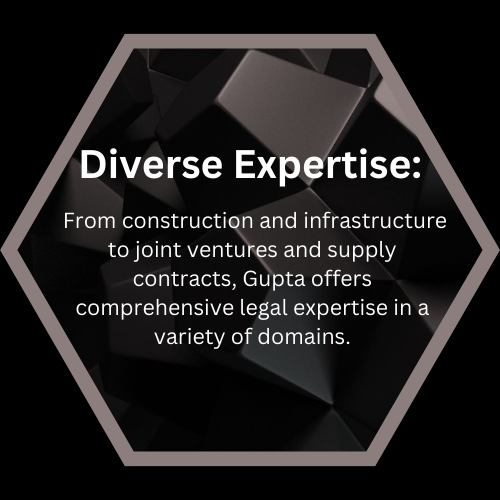 Diverse Expertise:
From construction and infrastructure
to joint ventures and supply
contracts, Gupta offers
comprehensive legal expertise in a
variety of domains.